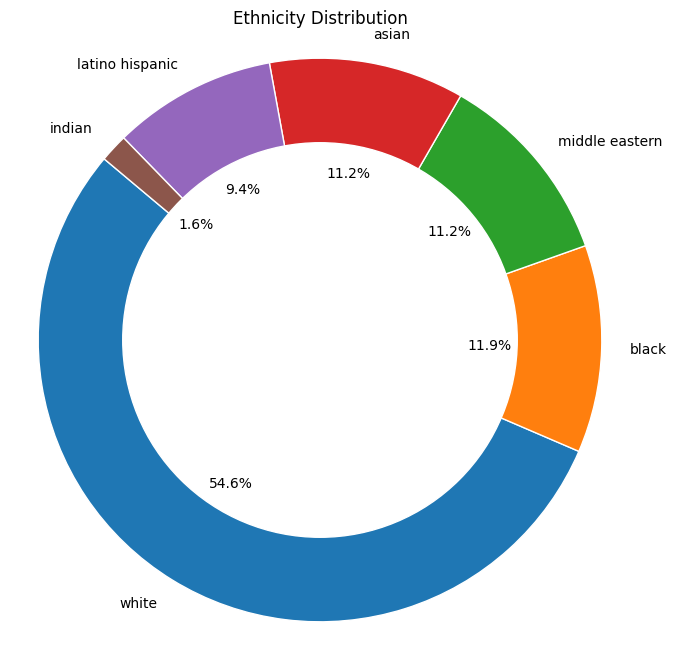 Ethnicity Distribution
asian
latino hispanic
indian
middle eastern
11.2%
9.4%
1.6%
11.2%
11.9%
black
54.6%
white